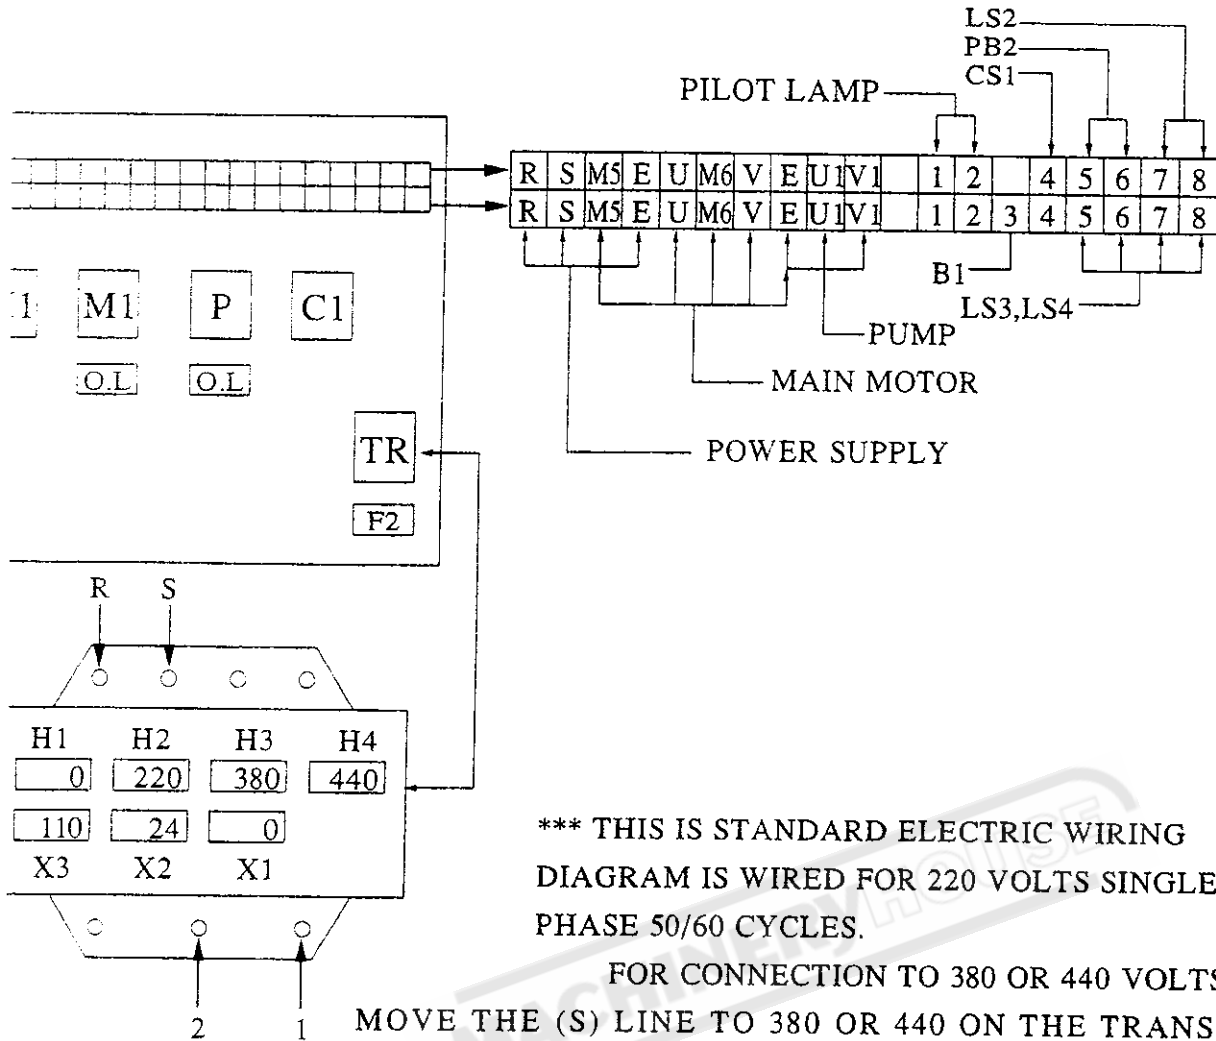 LS2
PB2
CS1
PILOT LAMP
R S M5 E U M6 V E U1 V1 1 2 4 5 6 7 8
R S M5 E U M6 V E U1 V1 1 2 3 4 5 6 7 8
B1
LS3,LS4
PUMP
MAIN MOTOR
POWER SUPPLY
M1 P C1
O.L O.L
TR
F2
R S
H1 H2 H3 H4
0 220 380 440
110 24 0
X3 X2 X1
2 1
*** THIS IS STANDARD ELECTRIC WIRING
DIAGRAM IS WIRED FOR 220 VOLTS SINGLE
PHASE 50/60 CYCLES.
FOR CONNECTION TO 380 OR 440 VOLTS
MOVE THE (S) LINE TO 380 OR 440 ON THE TRANS
MACHINERYHOUSE